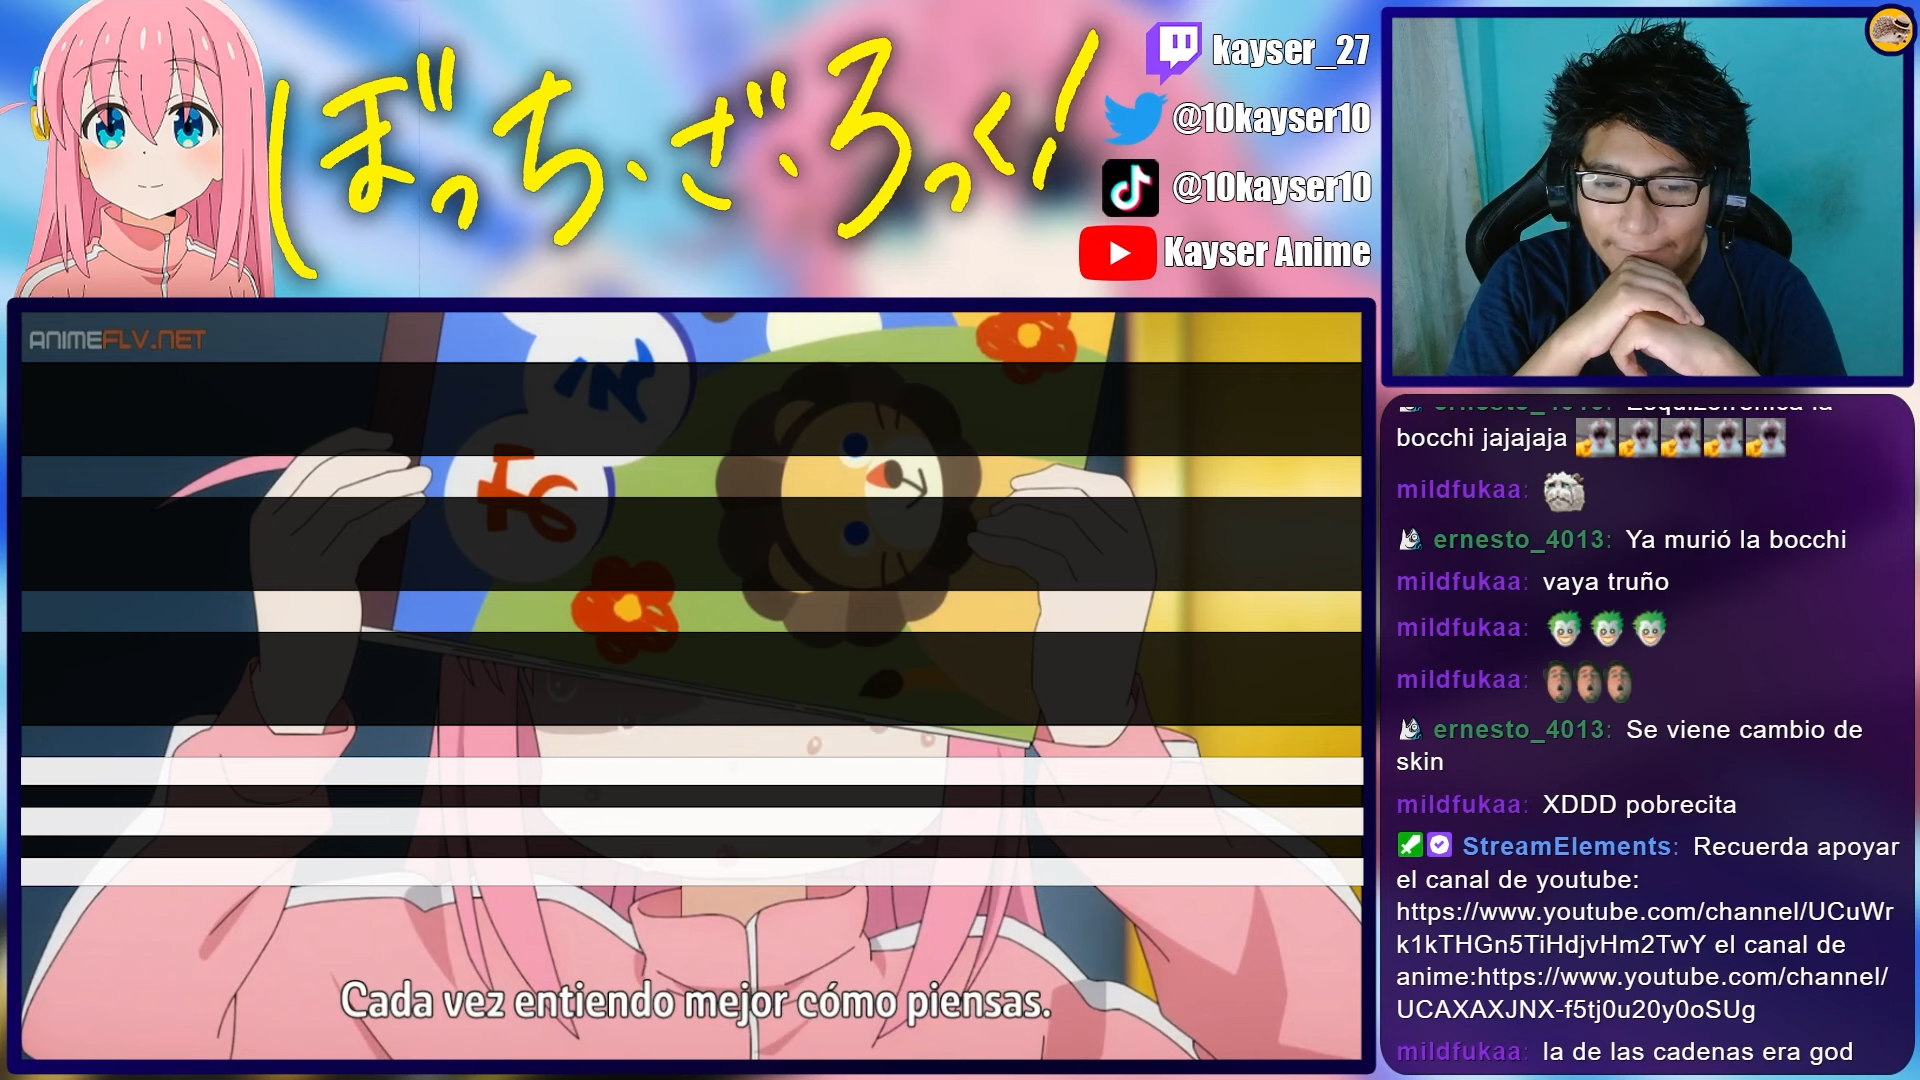 ぼっち・ざ・ろっく!
kayser_27
@10kayser10
@10kayser10
Kayser Anime
ANIMEFLV.NET
え
お
Cada vez entiendo mejor cómo piensas.
bocchi jajajaja
mildfukaa:
ernesto_4013: Ya murió la bocchi
mildfukaa: vaya truño
mildfukaa:
mildfukaa:
ernesto_4013: Se viene cambio de
skin
mildfukaa: XDDD pobrecita
StreamElements: Recuerda apoyar
el canal de youtube:
https://www.youtube.com/channel/UCuWr
k1kTHGn5TiHdjvHm2TwY el canal de
anime:https://www.youtube.com/channel/
UCAXAXJNX-f5tj0u20y0oSUg
mildfukaa: la de las cadenas era god